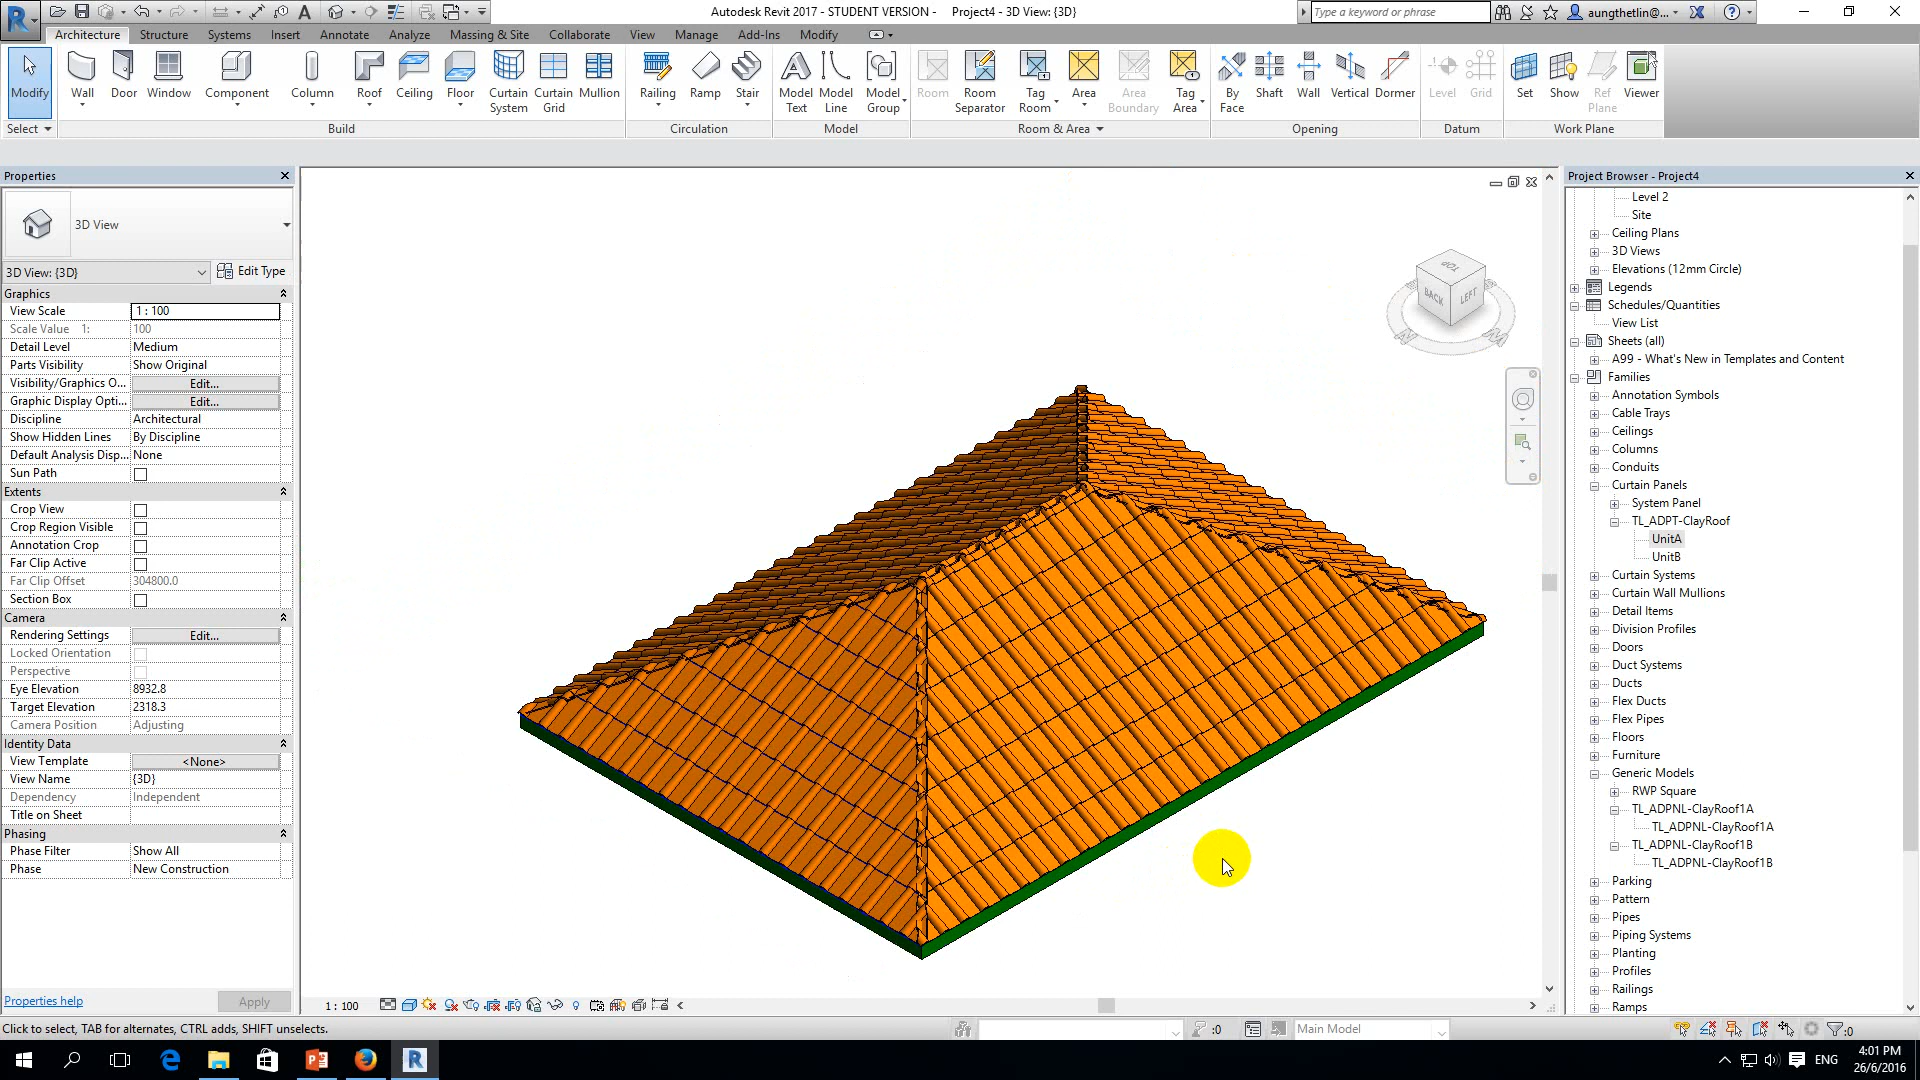 Autodesk Revit 2017 - STUDENT VERSION - Project4 - 3D View: {3D}
Type a keyword or phrase
aungthetlin@...
Architecture Structure Systems Insert Annotate Analyze Massing & Site Collaborate View Manage Add-Ins Modify
Modify Wall Door Window Component Column Roof Ceiling Floor Curtain System Curtain Grid Mullion Railing Ramp Stair Model Text Model Line Model Group Room Room Separator Tag Room Area Area Boundary Tag Area By Face Shaft Wall Vertical Dormer Level Grid Set Show Ref Plane Viewer
Select Build Circulation Model Room & Area Opening Datum Work Plane
Properties
3D View
3D View: {3D} Edit Type
Graphics
View Scale 1 : 100
Scale Value 1: 100
Detail Level Medium
Parts Visibility Show Original
Visibility/Graphics O... Edit...
Graphic Display Opti... Edit...
Discipline Architectural
Show Hidden Lines By Discipline
Default Analysis Disp... None
Sun Path
Extents
Crop View
Crop Region Visible
Annotation Crop
Far Clip Active
Far Clip Offset 304800.0
Section Box
Camera
Rendering Settings Edit...
Locked Orientation
Perspective
Eye Elevation 8932.8
Target Elevation 2318.3
Camera Position Adjusting
Identity Data
View Template <None>
View Name {3D}
Dependency Independent
Title on Sheet
Phasing
Phase Filter Show All
Phase New Construction
Properties help Apply
TOP
BACK LEFT
1 : 100
Project Browser - Project4
Level 2
Site
Ceiling Plans
3D Views
Elevations (12mm Circle)
Legends
Schedules/Quantities
View List
Sheets (all)
A99 - What's New in Templates and Content
Families
Annotation Symbols
Cable Trays
Ceilings
Columns
Conduits
Curtain Panels
System Panel
TL_ADPT-ClayRoof
UnitA
UnitB
Curtain Systems
Curtain Wall Mullions
Detail Items
Division Profiles
Doors
Duct Systems
Ducts
Flex Ducts
Flex Pipes
Floors
Furniture
Generic Models
RWP Square
TL_ADPNL-ClayRoof1A
TL_ADPNL-ClayRoof1A
TL_ADPNL-ClayRoof1B
TL_ADPNL-ClayRoof1B
Parking
Pattern
Pipes
Piping Systems
Planting
Profiles
Railings
Ramps
Click to select, TAB for alternates, CTRL adds, SHIFT unselects.
:0
Main Model
:0
ENG
4:01 PM
26/6/2016